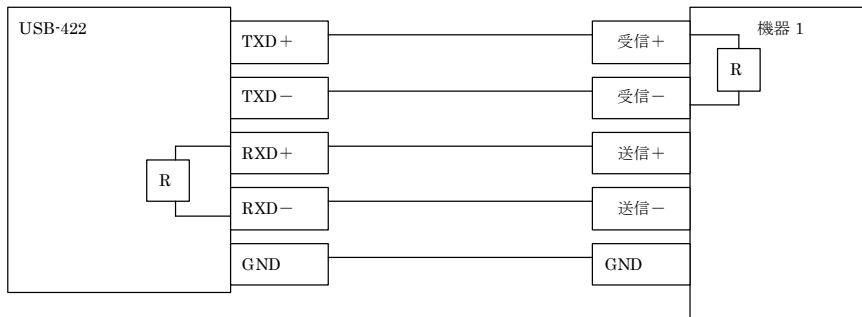 USB-422
機器 1
TXD＋
受信＋
R
TXD－
受信－
RXD＋
送信＋
R
RXD－
送信－
GND
GND